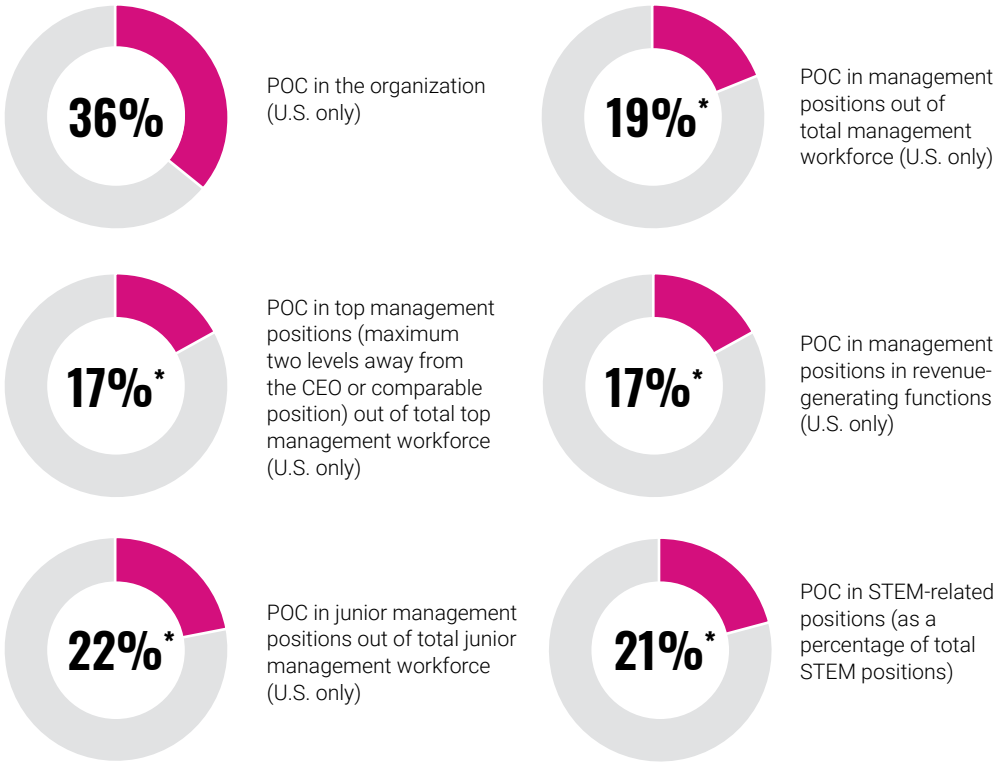 36%
POC in the organization
(U.S. only)
19%*
POC in management
positions out of
total management
workforce (U.S. only)
17%*
POC in top management
positions (maximum
two levels away from
the CEO or comparable
position) out of total top
management workforce
(U.S. only)
17%*
POC in management
positions in revenue-
generating functions
(U.S. only)
22%*
POC in junior management
positions out of total junior
management workforce
(U.S. only)
21%*
POC in STEM-related
positions (as a
percentage of total
STEM positions)